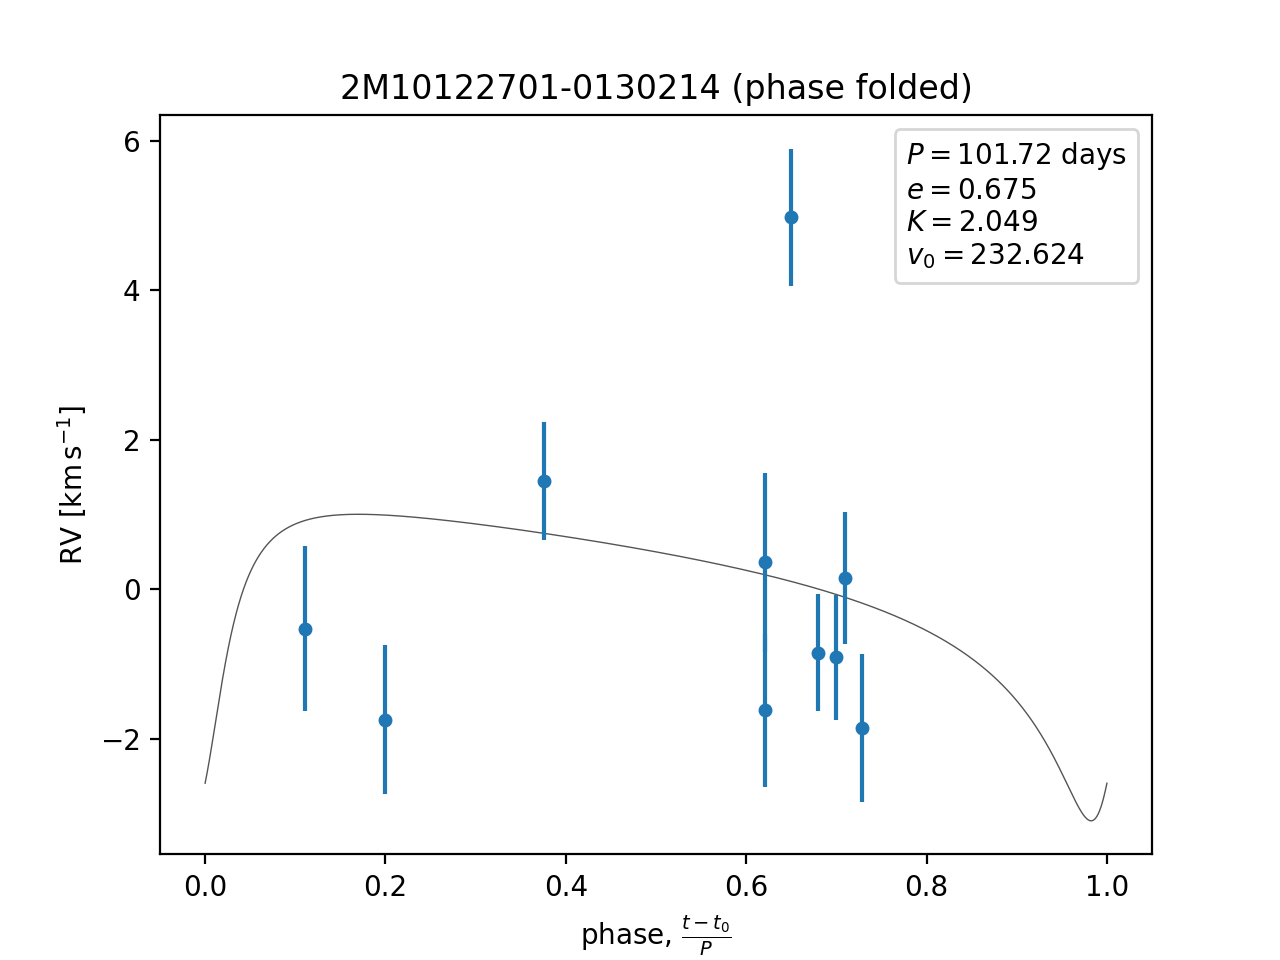 2M10122701-0130214 (phase folded)
P = 101.72 days
e = 0.675
K = 2.049
v₀ = 232.624
6
4
2
0
−2
RV [km s⁻¹]
0.0 0.2 0.4 0.6 0.8 1.0
phase, (t − t₀)/P